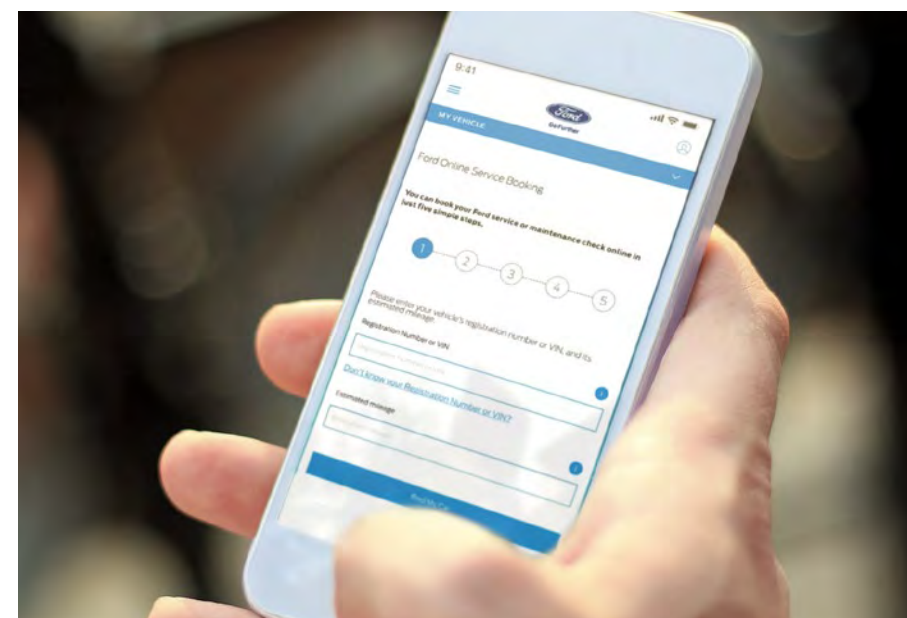 9:41
Ford
Go Further
MY VEHICLE
Ford Online Service Booking
You can book your Ford service or maintenance check online in
just five simple steps.
1 2 3 4 5
Please enter your vehicle's registration number or VIN, and its
estimated mileage.
Registration Number or VIN
i
Don't know your Registration Number or VIN?
Estimated mileage
i